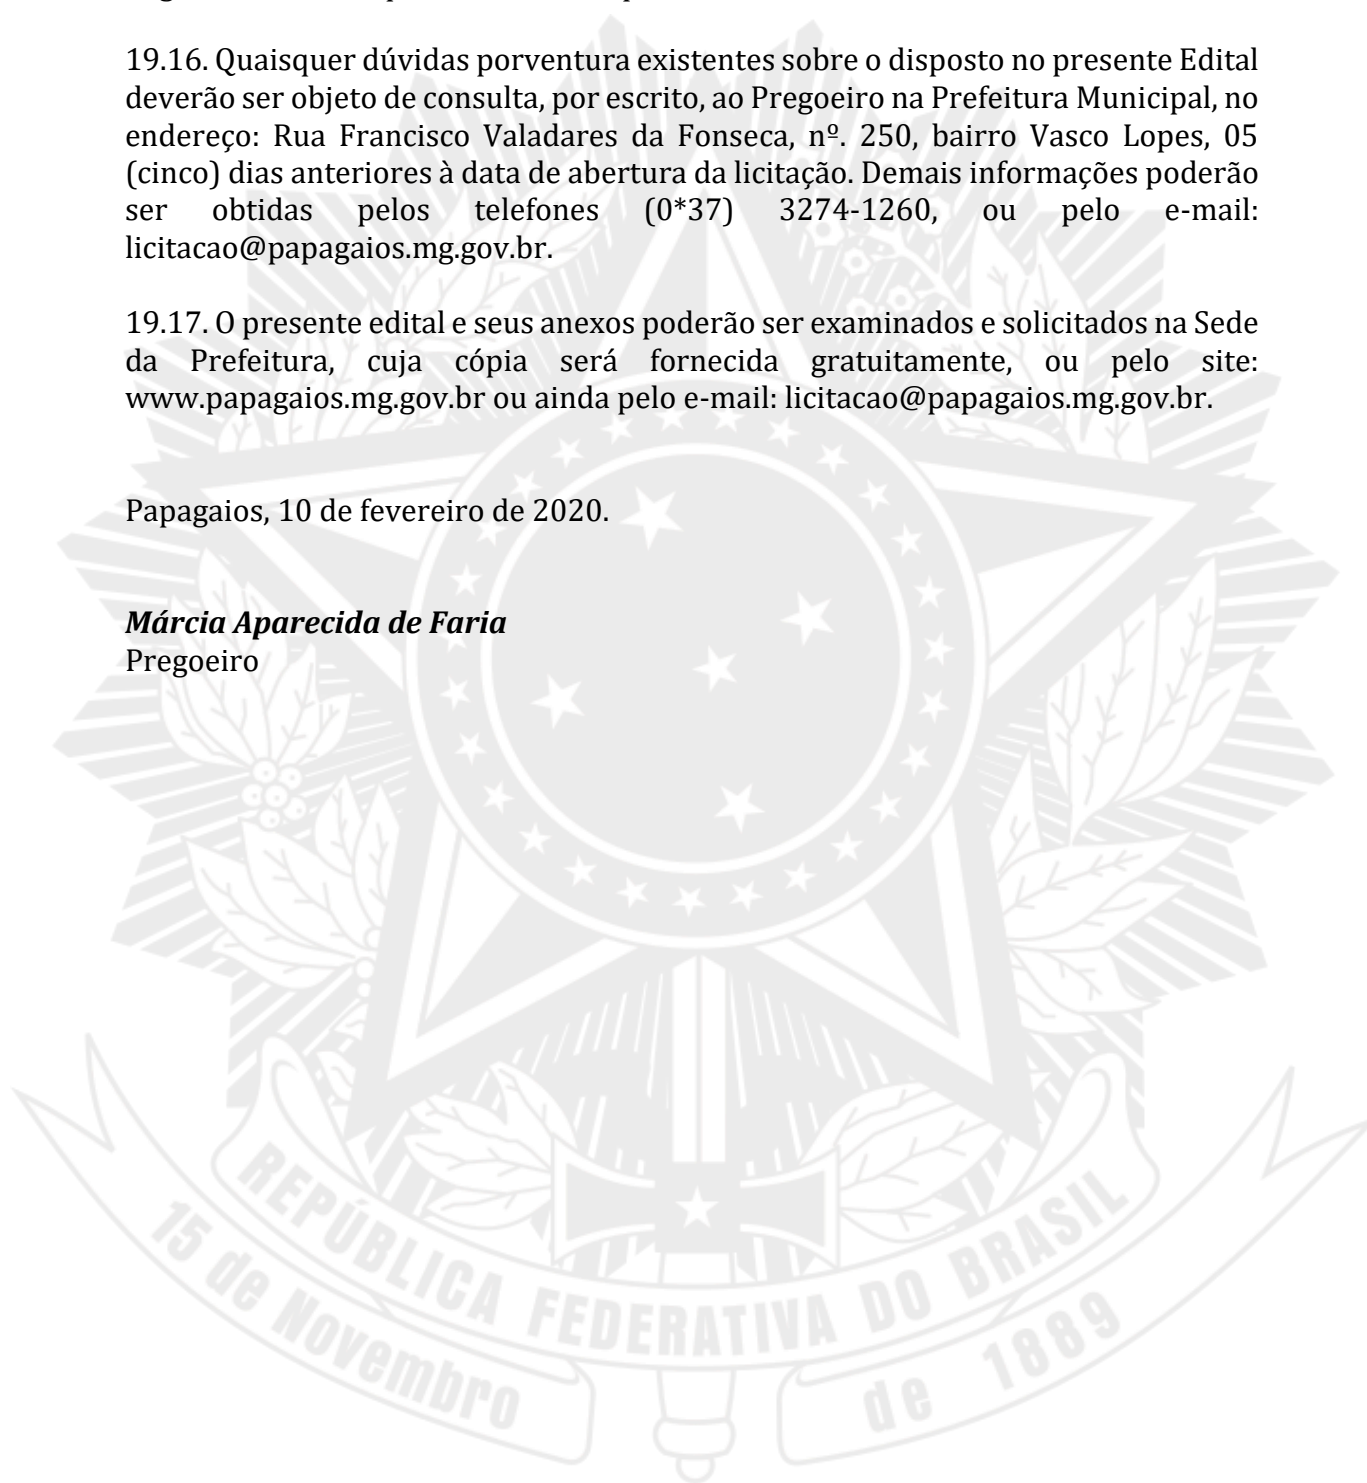 19.16. Quaisquer dúvidas porventura existentes sobre o disposto no presente Edital
deverão ser objeto de consulta, por escrito, ao Pregoeiro na Prefeitura Municipal, no
endereço: Rua Francisco Valadares da Fonseca, nº. 250, bairro Vasco Lopes, 05
(cinco) dias anteriores à data de abertura da licitação. Demais informações poderão
ser obtidas pelos telefones (0*37) 3274-1260, ou pelo e-mail:
licitacao@papagaios.mg.gov.br.
19.17. O presente edital e seus anexos poderão ser examinados e solicitados na Sede
da Prefeitura, cuja cópia será fornecida gratuitamente, ou pelo site:
www.papagaios.mg.gov.br ou ainda pelo e-mail: licitacao@papagaios.mg.gov.br.
Papagaios, 10 de fevereiro de 2020.
Márcia Aparecida de Faria
Pregoeiro
REPÚBLICA FEDERATIVA DO BRASIL
15 de Novembro de 1889